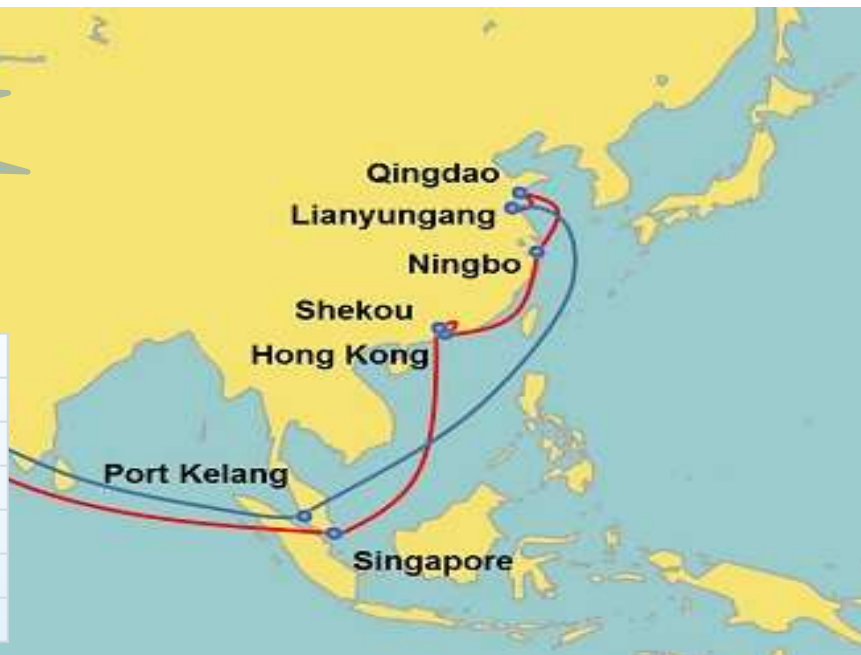 Qingdao
Lianyungang
Ningbo
Shekou
Hong Kong
Port Kelang
Singapore